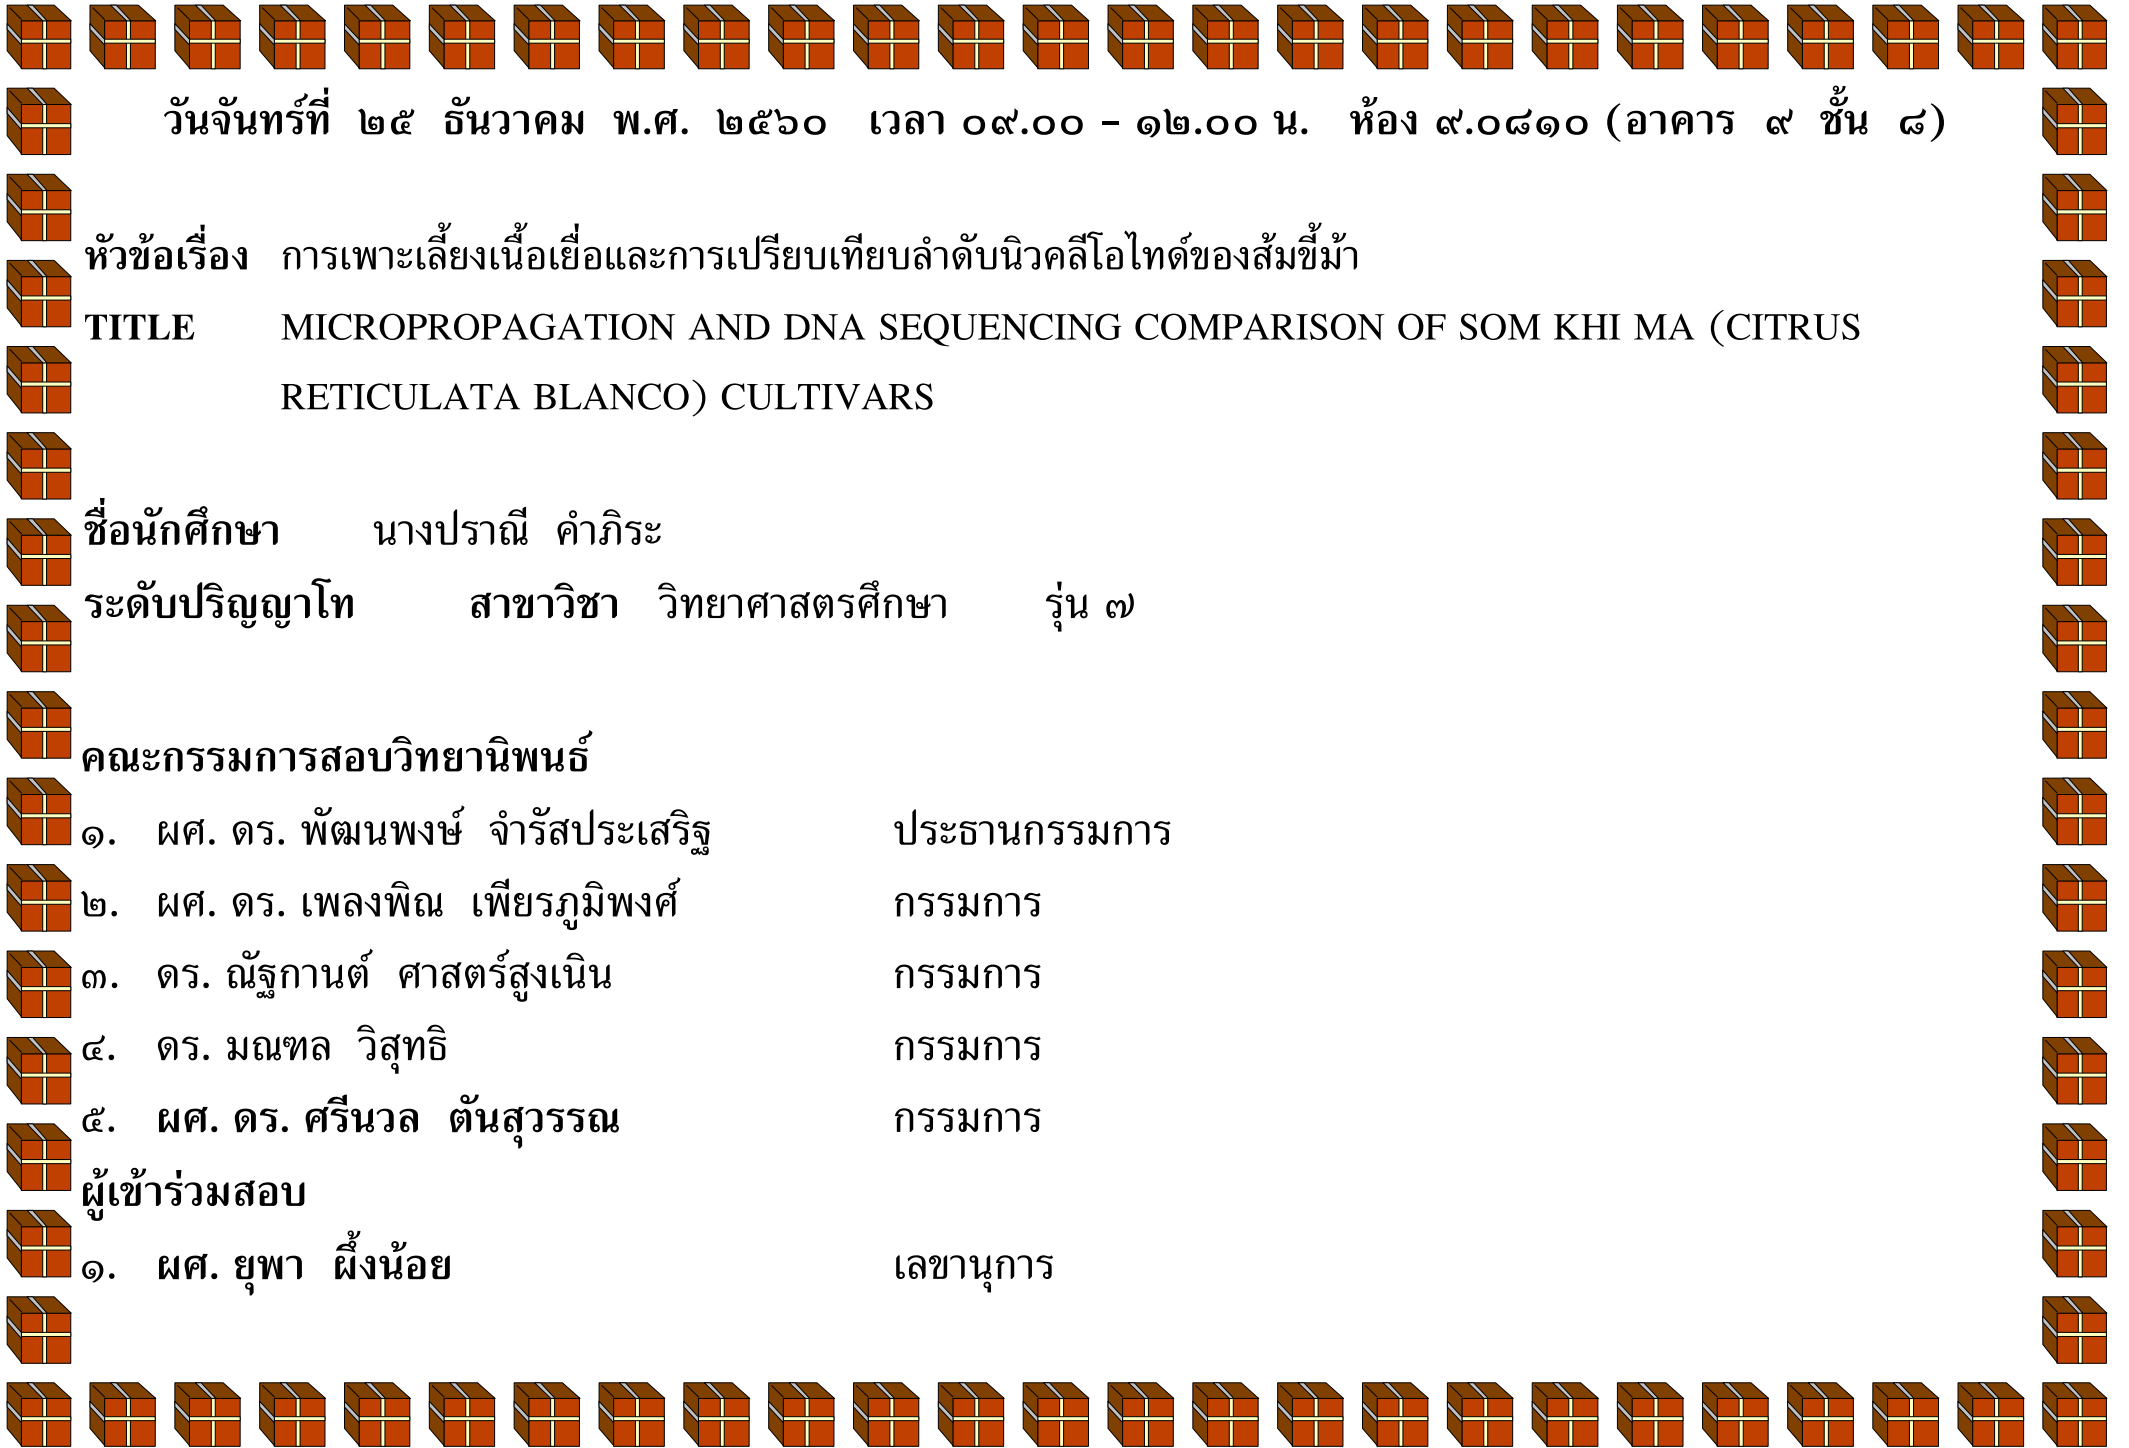 วันจันทร์ที่ ๒๕ ธันวาคม พ.ศ. ๒๕๖๐ เวลา ๐๙.๐๐ – ๑๒.๐๐ น. ห้อง ๙.๐๘๑๐ (อาคาร ๙ ชั้น ๘)
หัวข้อเรื่อง การเพาะเลี้ยงเนื้อเยื่อและการเปรียบเทียบลำดับนิวคลีโอไทด์ของส้มขี้ม้า
TITLE MICROPROPAGATION AND DNA SEQUENCING COMPARISON OF SOM KHI MA (CITRUS
RETICULATA BLANCO) CULTIVARS
ชื่อนักศึกษา นางปราณี คำภิระ
ระดับปริญญาโท สาขาวิชา วิทยาศาสตรศึกษา รุ่น ๗
คณะกรรมการสอบวิทยานิพนธ์
๑. ผศ. ดร. พัฒนพงษ์ จำรัสประเสริฐ ประธานกรรมการ
๒. ผศ. ดร. เพลงพิณ เพียรภูมิพงศ์ กรรมการ
๓. ดร. ณัฐกานต์ ศาสตร์สูงเนิน กรรมการ
๔. ดร. มณฑล วิสุทธิ กรรมการ
๕. ผศ. ดร. ศรีนวล ตันสุวรรณ กรรมการ
ผู้เข้าร่วมสอบ
๑. ผศ. ยุพา ผึ้งน้อย เลขานุการ